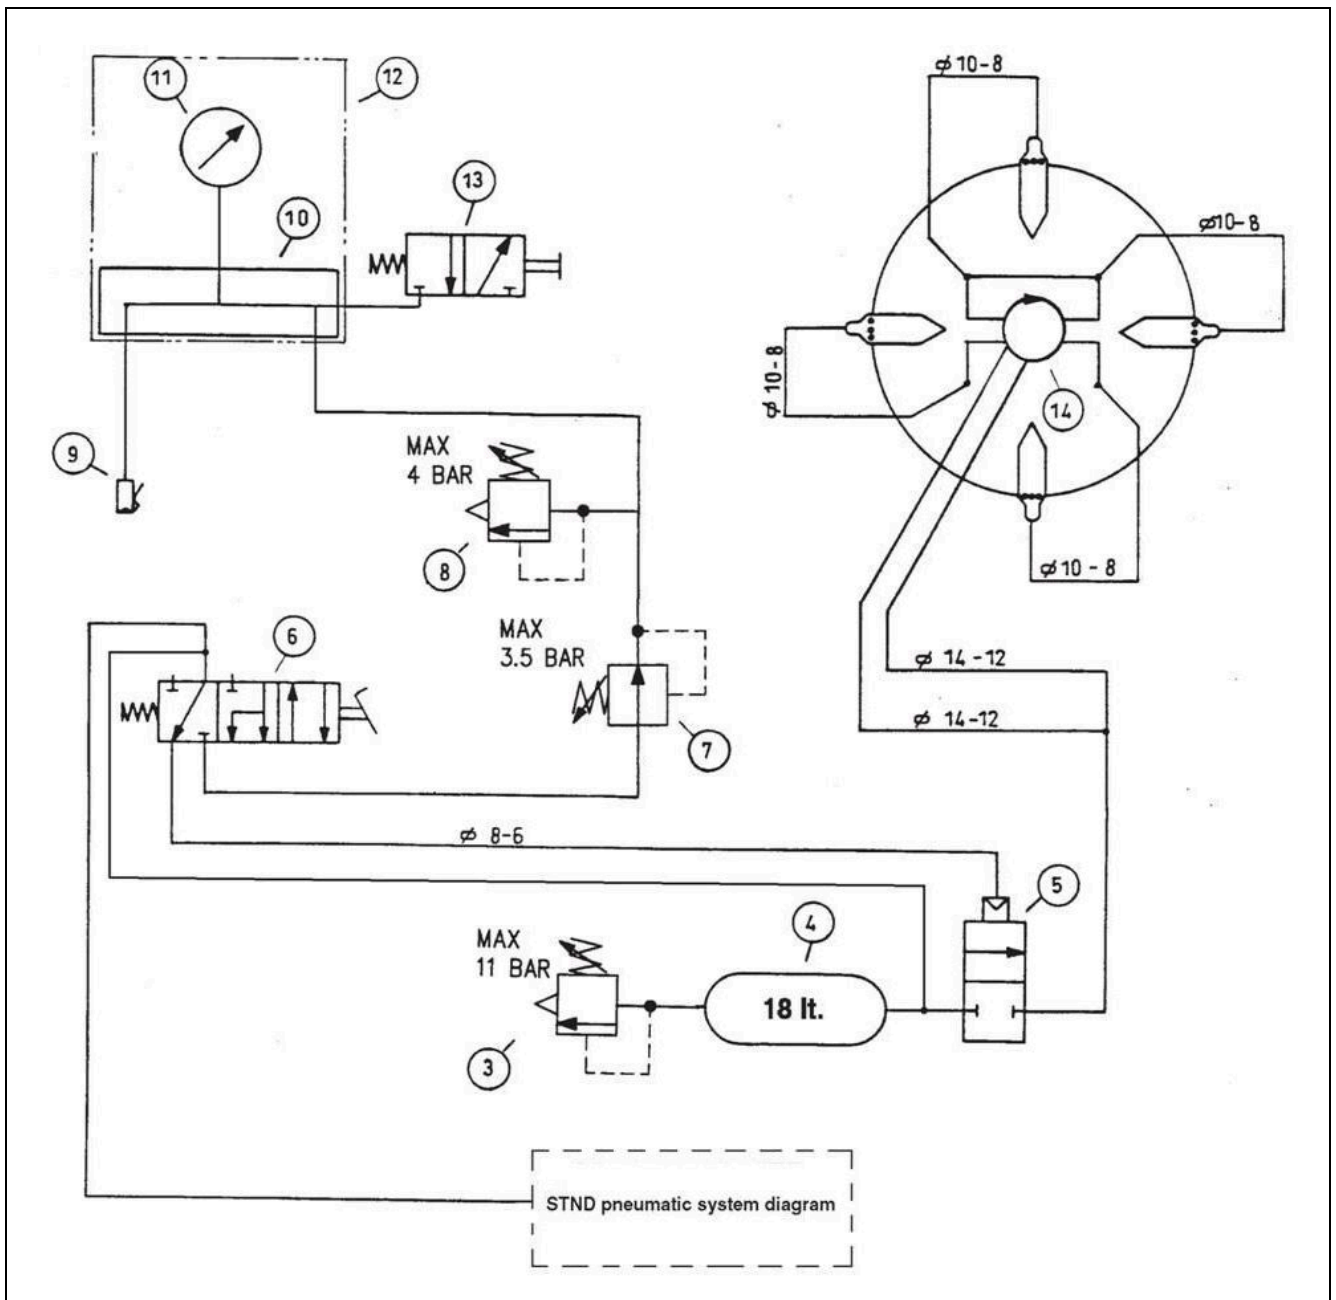 11
12
10
13
ϕ 10-8
ϕ10-8
ϕ 10-8
14
ϕ 10-8
9
MAX
4 BAR
8
6
MAX
3.5 BAR
7
ϕ 14-12
ϕ 14-12
ϕ 8-6
5
4
MAX
11 BAR
18 lt.
3
STND pneumatic system diagram